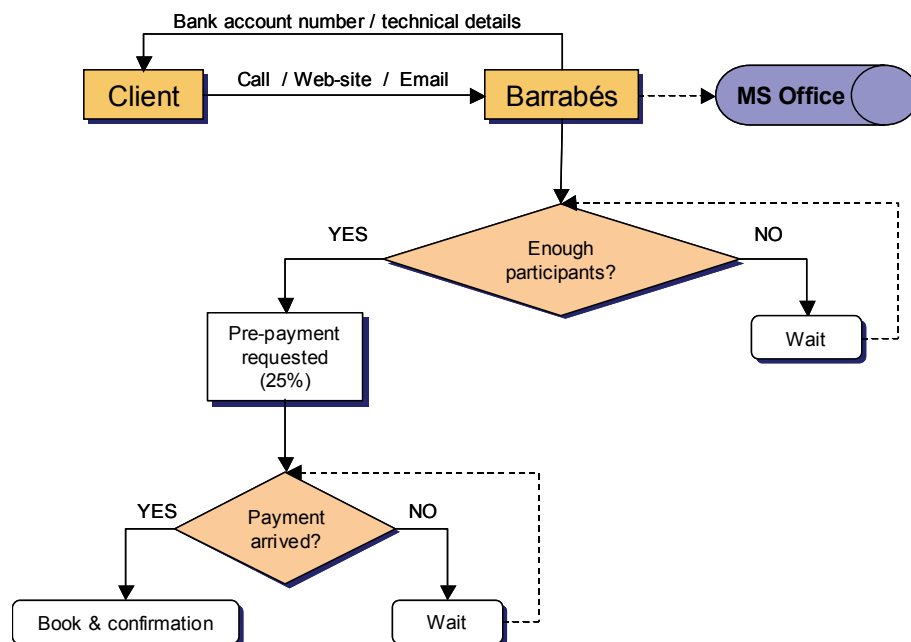 Bank account number / technical details
Client
Call / Web-site / Email
Barrabés
MS Office
YES
Enough
participants?
NO
Pre-payment
requested
(25%)
Wait
YES
Payment
arrived?
NO
Book & confirmation
Wait